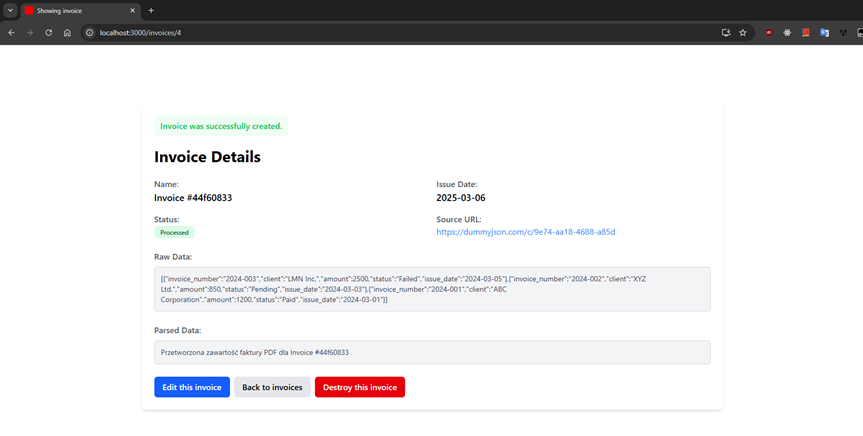 Showing invoice
localhost:3000/invoices/4
Invoice was successfully created.
Invoice Details
Name:
Invoice #44f60833
Issue Date:
2025-03-06
Status:
Processed
Source URL:
https://dummyjson.com/c/9e74-aa18-4688-a85d
Raw Data:
[{"invoice_number":"2024-003","client":"LMN Inc.","amount":2500,"status":"Failed","issue_date":"2024-03-05"},{"invoice_number":"2024-002","client":"XYZ
Ltd.","amount":850,"status":"Pending","issue_date":"2024-03-03"},{"invoice_number":"2024-001","client":"ABC
Corporation","amount":1200,"status":"Paid","issue_date":"2024-03-01"}]
Parsed Data:
Przetworzona zawartość faktury PDF dla Invoice #44f60833
Edit this invoice
Back to invoices
Destroy this invoice